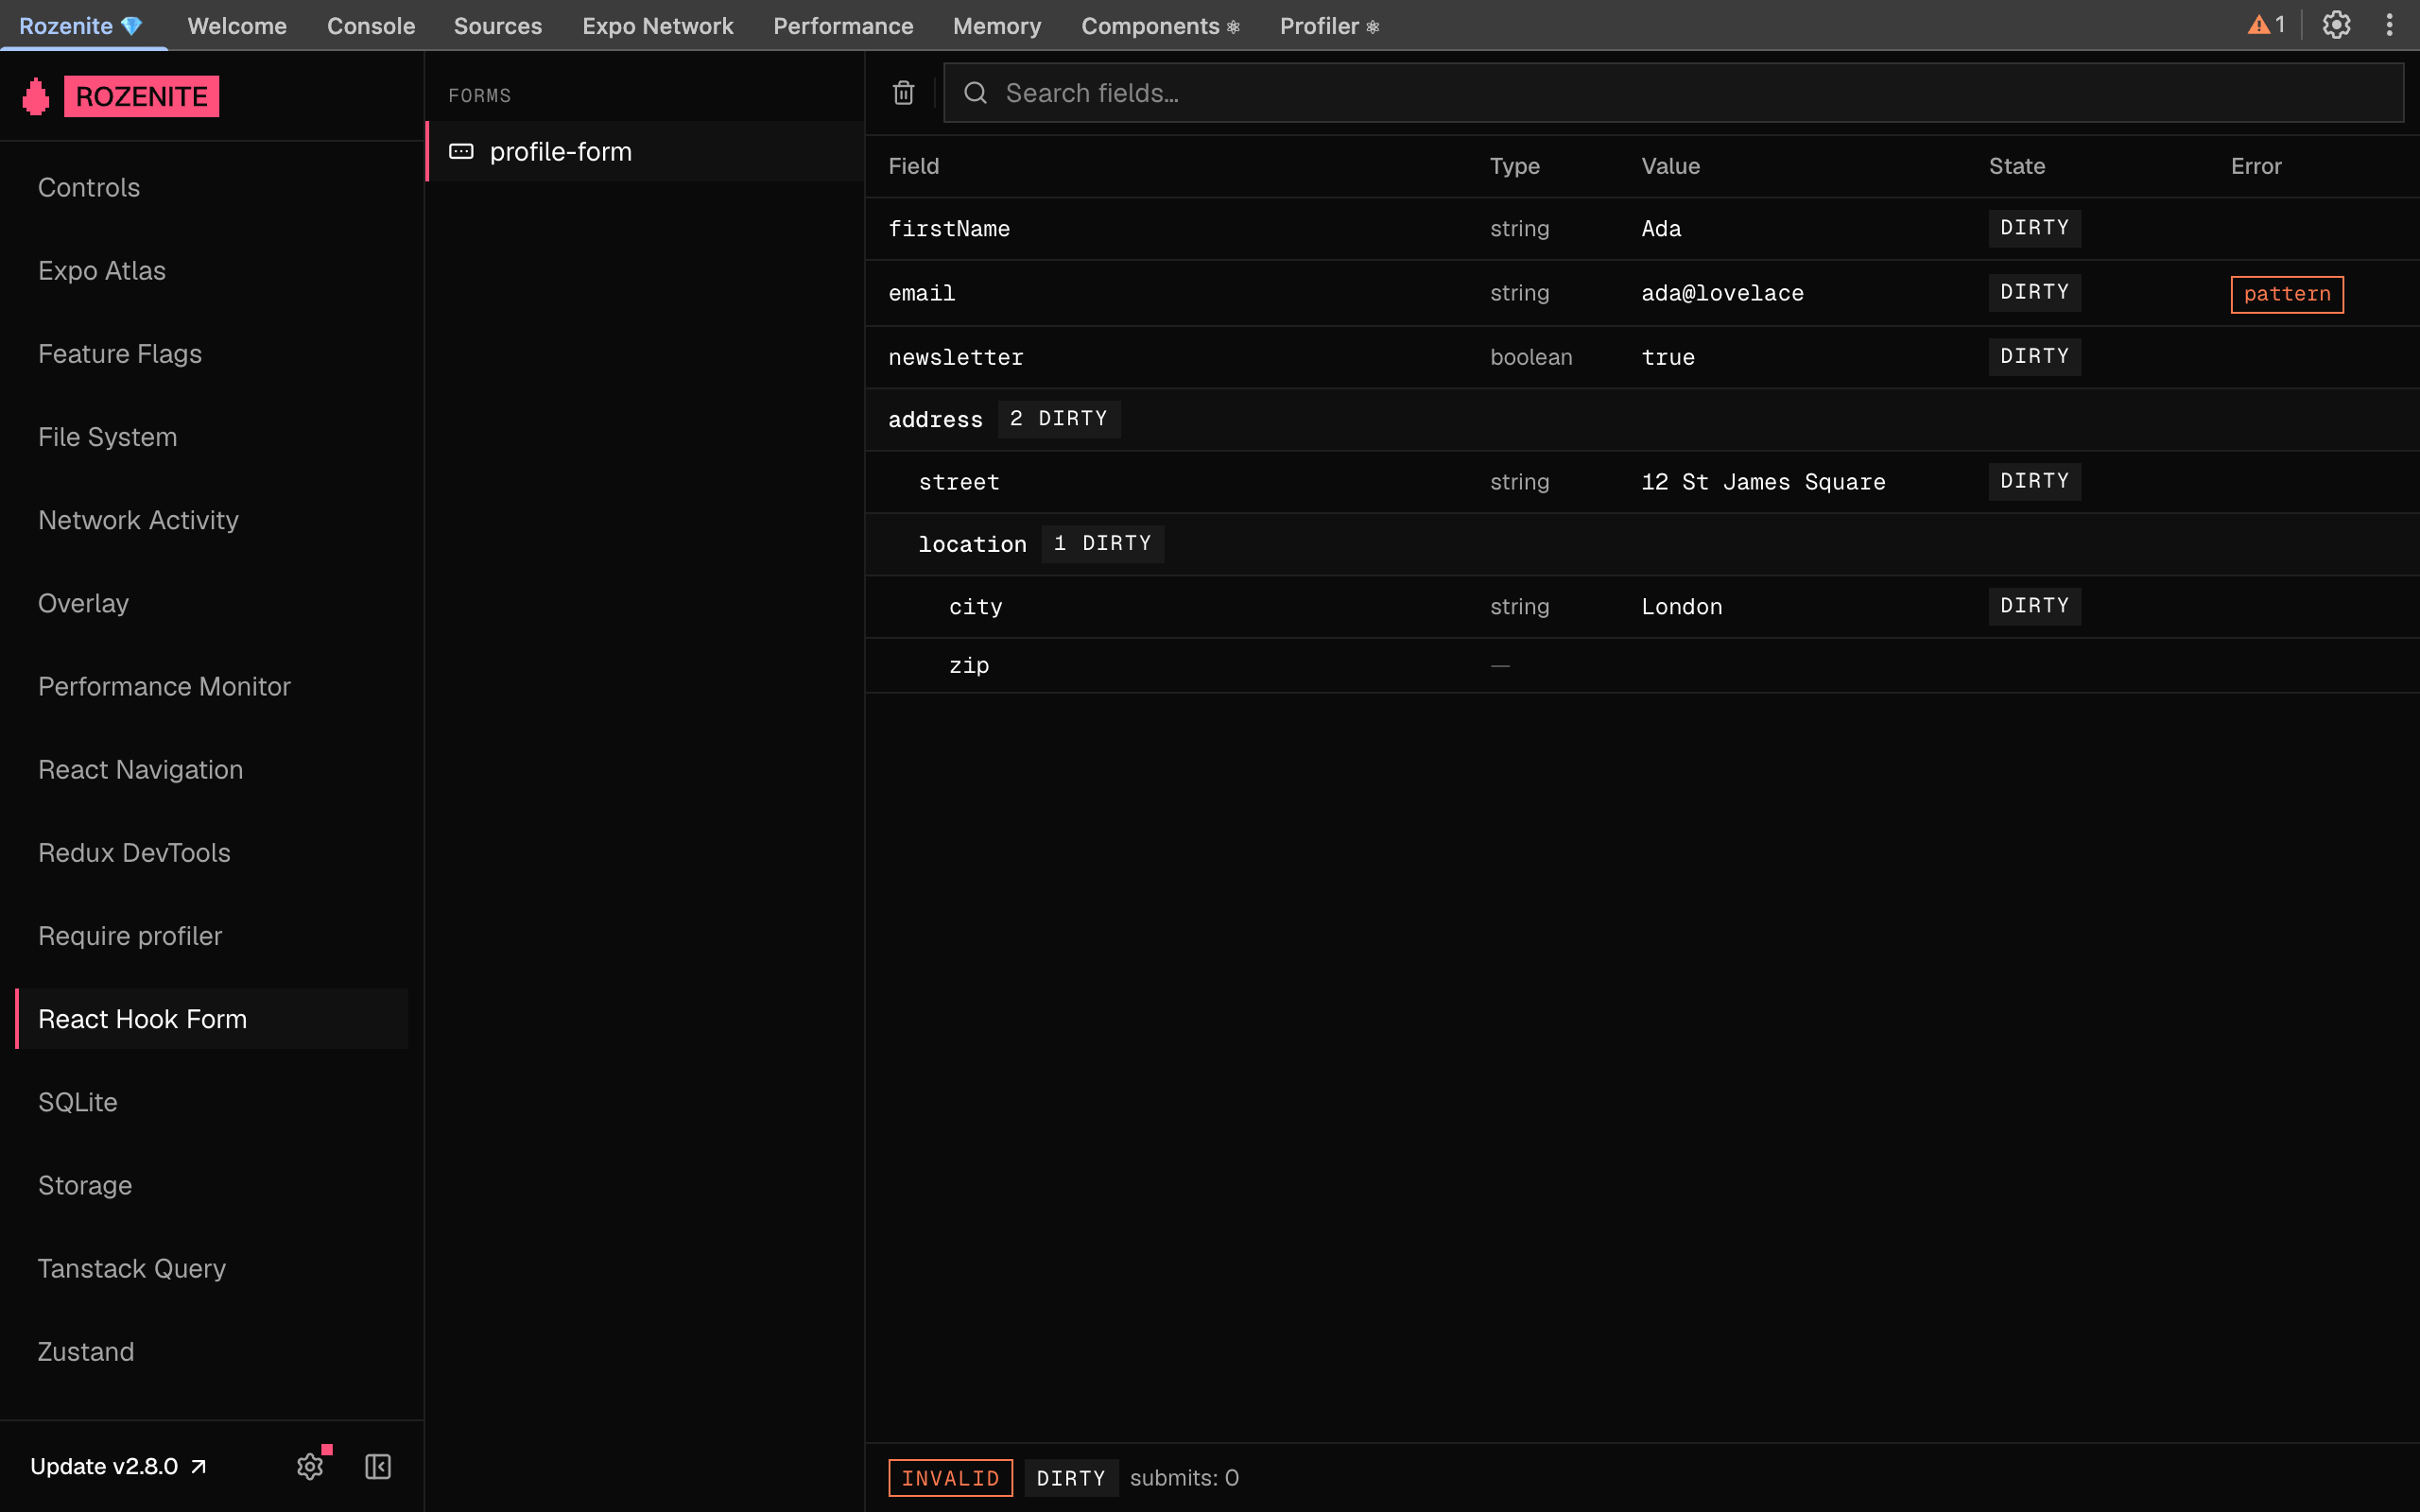 Rozenite 💎 Welcome Console Sources Expo Network Performance Memory Components ⚛ Profiler ⚛ 1
ROZENITE
Controls
Expo Atlas
Feature Flags
File System
Network Activity
Overlay
Performance Monitor
React Navigation
Redux DevTools
Require profiler
React Hook Form
SQLite
Storage
Tanstack Query
Zustand
Update v2.8.0 ↗
FORMS
profile-form
Search fields...
Field Type Value State Error
firstName string Ada DIRTY
email string ada@lovelace DIRTY pattern
newsletter boolean true DIRTY
address 2 DIRTY
street string 12 St James Square DIRTY
location 1 DIRTY
city string London DIRTY
zip —
INVALID DIRTY submits: 0